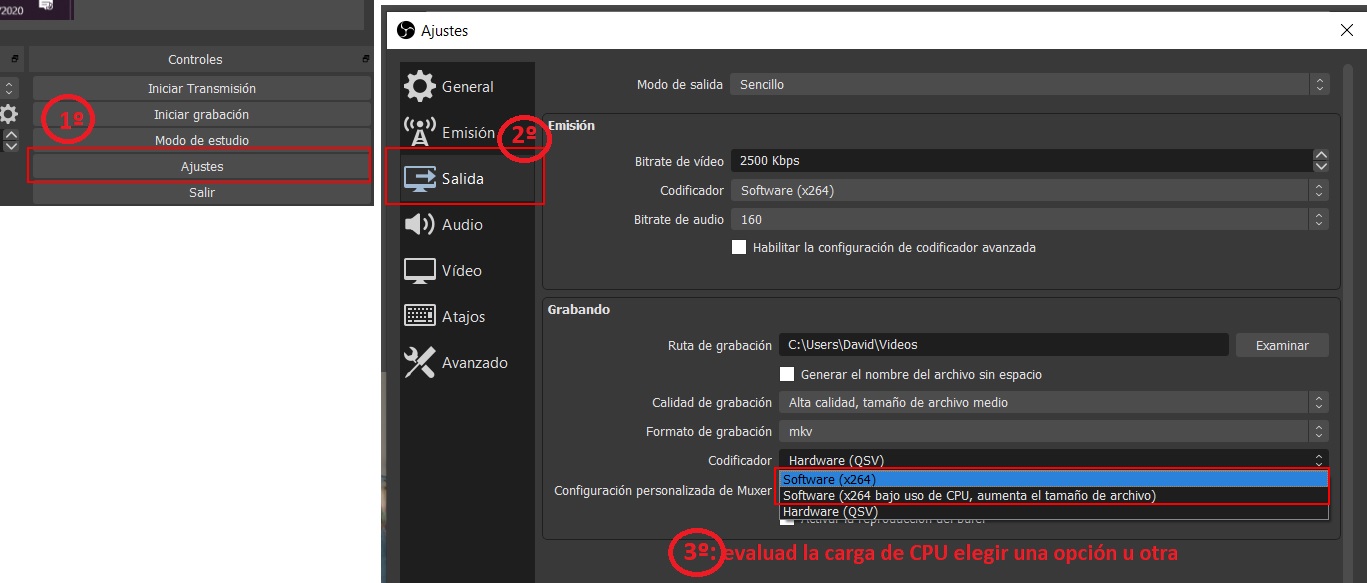 /2020
Controles
Iniciar Transmisión
1º
Iniciar grabación
Modo de estudio
Ajustes
Salir
Ajustes
General
Emisión
2º
Salida
Audio
Vídeo
Atajos
Avanzado
Modo de salida Sencillo
Emisión
Bitrate de vídeo 2500 Kbps
Codificador Software (x264)
Bitrate de audio 160
Habilitar la configuración de codificador avanzada
Grabando
Ruta de grabación C:\Users\David\Videos Examinar
Generar el nombre del archivo sin espacio
Calidad de grabación Alta calidad, tamaño de archivo medio
Formato de grabación mkv
Codificador Hardware (QSV)
Software (x264)
Configuración personalizada de Muxer Software (x264 bajo uso de CPU, aumenta el tamaño de archivo)
Hardware (QSV)
3º: evaluad la carga de CPU elegir una opción u otra